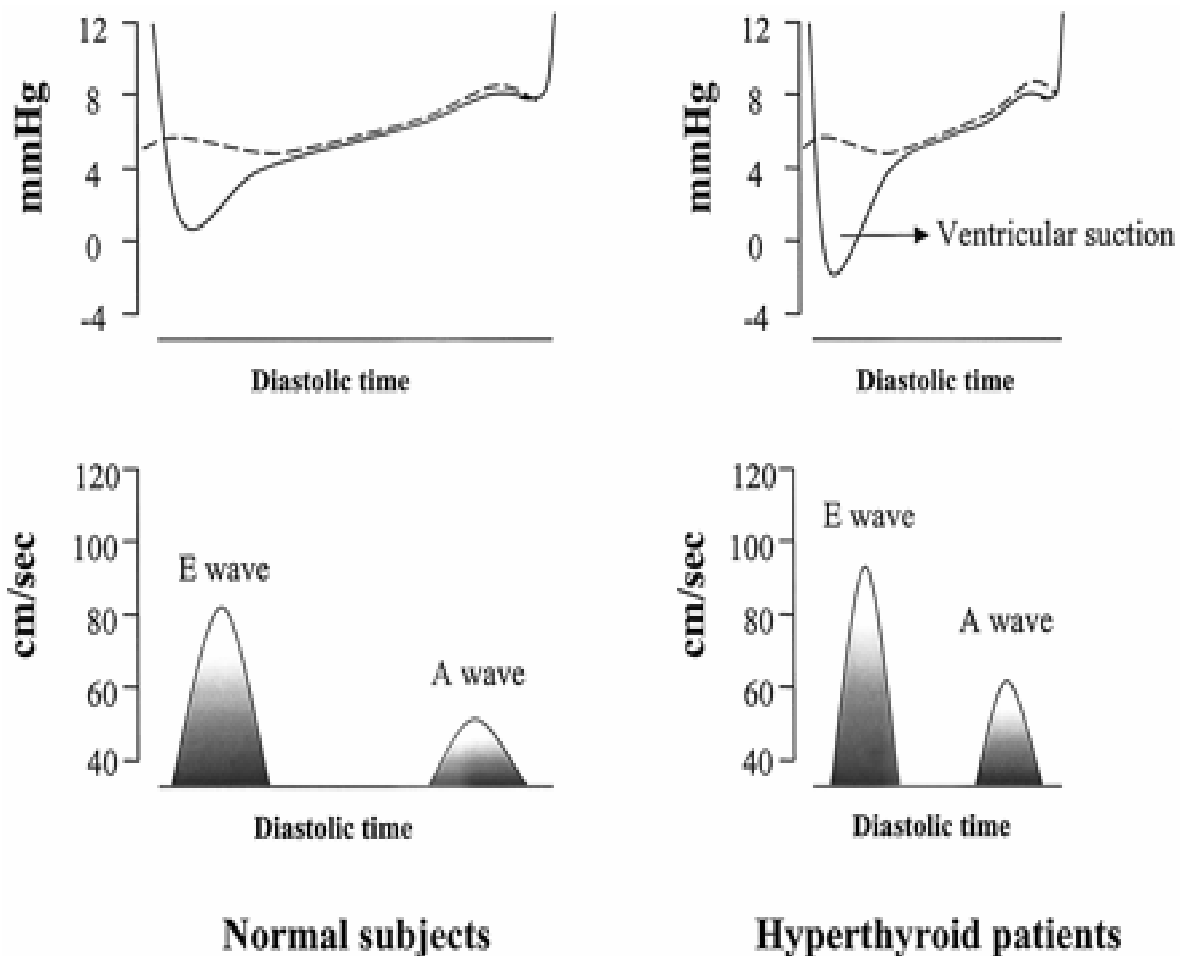 mmHg
12
8
4
0
-4
Diastolic time
mmHg
12
8
4
0
-4
Ventricular suction
Diastolic time
cm/sec
120
100
80
60
40
E wave
A wave
Diastolic time
cm/sec
120
100
80
60
40
E wave
A wave
Diastolic time
Normal subjects
Hyperthyroid patients